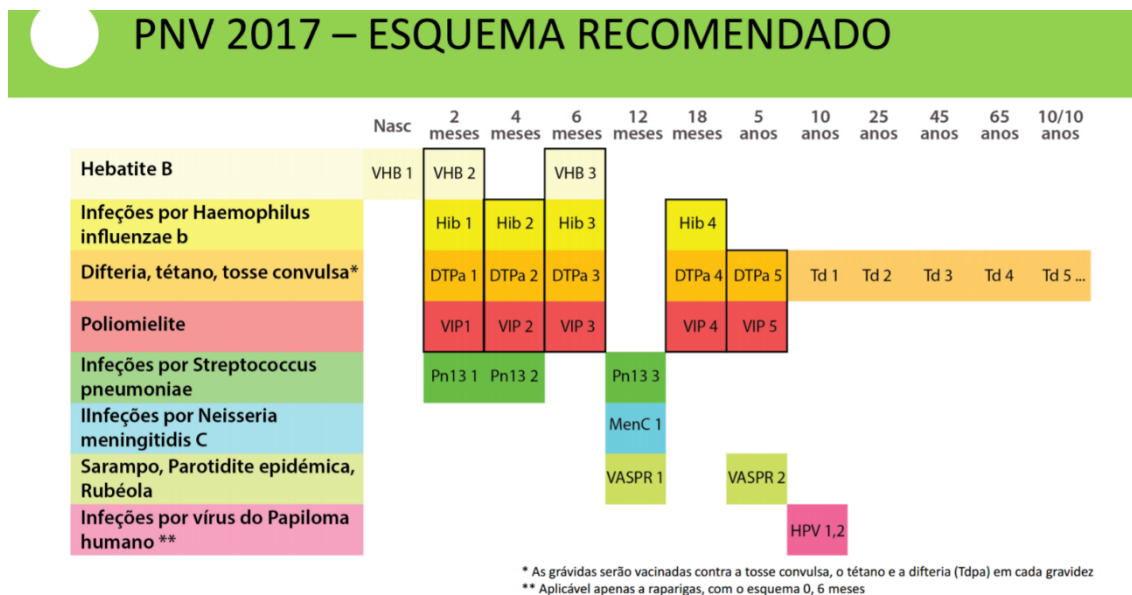 PNV 2017 – ESQUEMA RECOMENDADO
Nasc 2 meses 4 meses 6 meses 12 meses 18 meses 5 anos 10 anos 25 anos 45 anos 65 anos 10/10 anos
Hebatite B VHB 1 VHB 2 VHB 3
Infeções por Haemophilus
influenzae b Hib 1 Hib 2 Hib 3 Hib 4
Difteria, tétano, tosse convulsa* DTPa 1 DTPa 2 DTPa 3 DTPa 4 DTPa 5 Td 1 Td 2 Td 3 Td 4 Td 5 ...
Poliomielite VIP1 VIP 2 VIP 3 VIP 4 VIP 5
Infeções por Streptococcus
pneumoniae Pn13 1 Pn13 2 Pn13 3
IInfeções por Neisseria
meningitidis C MenC 1
Sarampo, Parotidite epidémica,
Rubéola VASPR 1 VASPR 2
Infeções por vírus do Papiloma
humano ** HPV 1,2
* As grávidas serão vacinadas contra a tosse convulsa, o tétano e a difteria (Tdpa) em cada gravidez
** Aplicável apenas a raparigas, com o esquema 0, 6 meses